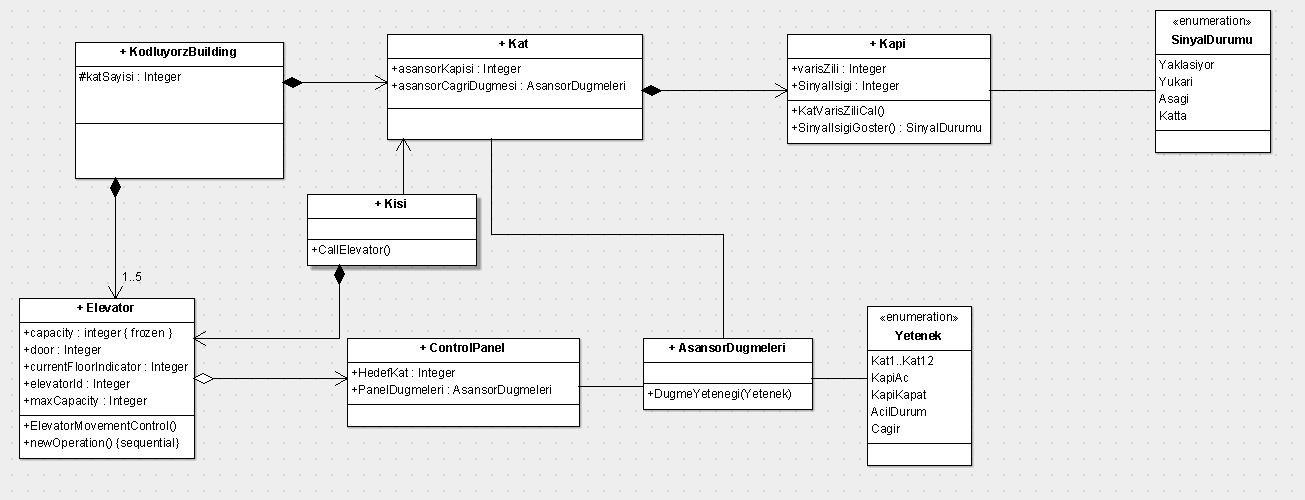 + KodluyorzBuilding
#katSayisi : Integer
+ Kat
+asansorKapisi : Integer
+asansorCagriDugmesi : AsansorDugmeleri
+ Kapi
+varisZili : Integer
+SinyalIsigi : Integer
+KatVarisZiliCal()
+SinyalIsigiGoster() : SinyalDurumu
«enumeration»
SinyalDurumu
Yaklasiyor
Yukari
Asagi
Katta
+ Kisi
+CallElevator()
1..5
+ Elevator
+capacity : integer { frozen }
+door : Integer
+currentFloorIndicator : Integer
+elevatorId : Integer
+maxCapacity : Integer
+ElevatorMovementControl()
+newOperation() {sequential}
+ ControlPanel
+HedefKat : Integer
+PanelDugmeleri : AsansorDugmeleri
+ AsansorDugmeleri
+DugmeYetenegi(Yetenek)
«enumeration»
Yetenek
Kat1..Kat12
KapiAc
KapiKapat
AcilDurum
Cagir